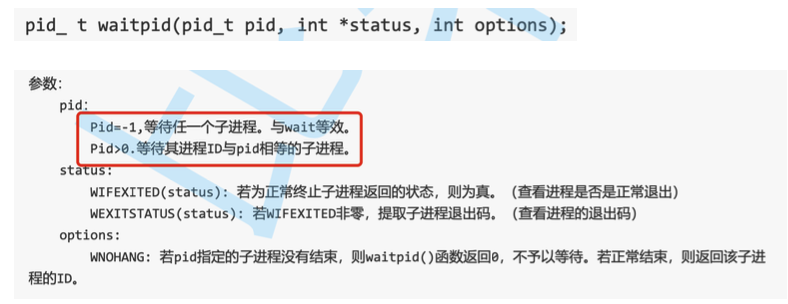 pid_ t waitpid(pid_t pid, int *status, int options);
参数：
pid:
Pid=-1,等待任一个子进程。与wait等效。
Pid>0.等待其进程ID与pid相等的子进程。
status:
WIFEXITED(status): 若为正常终止子进程返回的状态，则为真。（查看进程是否是正常退出）
WEXITSTATUS(status): 若WIFEXITED非零，提取子进程退出码。（查看进程的退出码）
options:
WNOHANG: 若pid指定的子进程没有结束，则waitpid()函数返回0，不予以等待。若正常结束，则返回该子进
程的ID。